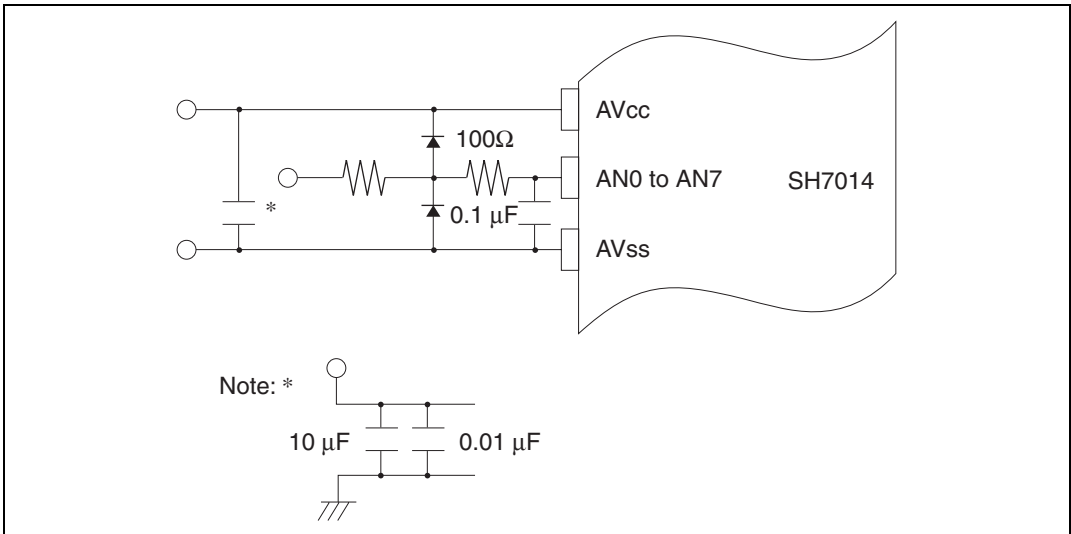 AVcc
100Ω
AN0 to AN7
SH7014
*
0.1 μF
AVss
Note: *
10 μF
0.01 μF